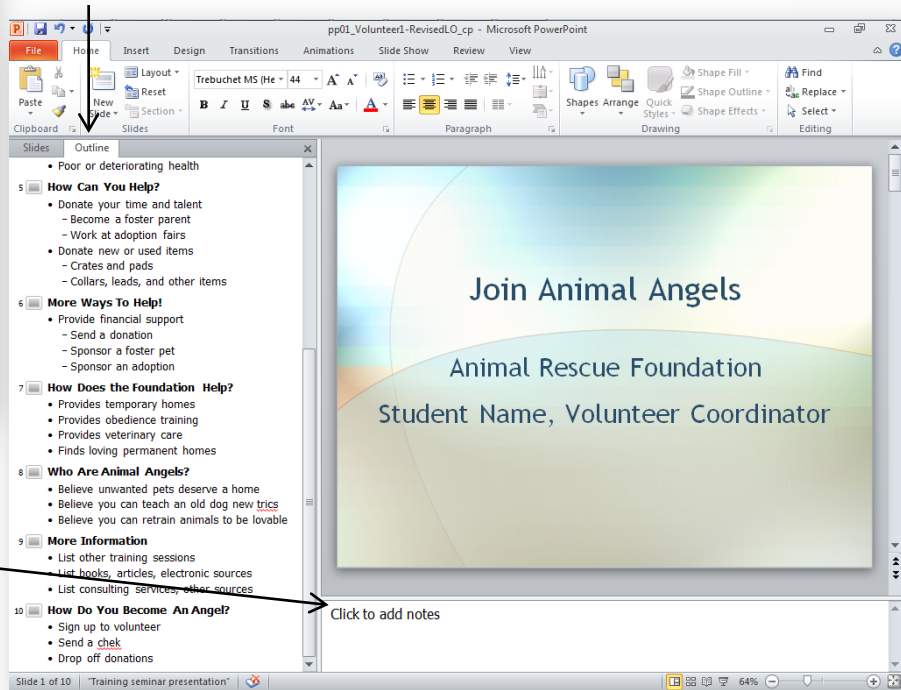 pp01_Volunteer1-RevisedLO_cp - Microsoft PowerPoint
File Home Insert Design Transitions Animations Slide Show Review View
Paste
New Slide
Layout
Reset
Section
Trebuchet MS (He 44
B I U S abc AV Aa A
Shapes Arrange Quick Styles
Shape Fill
Shape Outline
Shape Effects
Find
Replace
Select
Clipboard Slides Font Paragraph Drawing Editing
Slides Outline
• Poor or deteriorating health
5 How Can You Help?
• Donate your time and talent
– Become a foster parent
– Work at adoption fairs
• Donate new or used items
– Crates and pads
– Collars, leads, and other items
6 More Ways To Help!
• Provide financial support
– Send a donation
– Sponsor a foster pet
– Sponsor an adoption
7 How Does the Foundation Help?
• Provides temporary homes
• Provides obedience training
• Provides veterinary care
• Finds loving permanent homes
8 Who Are Animal Angels?
• Believe unwanted pets deserve a home
• Believe you can teach an old dog new trics
• Believe you can retrain animals to be lovable
9 More Information
• List other training sessions
• List books, articles, electronic sources
• List consulting services, other sources
10 How Do You Become An Angel?
• Sign up to volunteer
• Send a chek
• Drop off donations
Join Animal Angels
Animal Rescue Foundation
Student Name, Volunteer Coordinator
Click to add notes
Slide 1 of 10 "Training seminar presentation" 64%